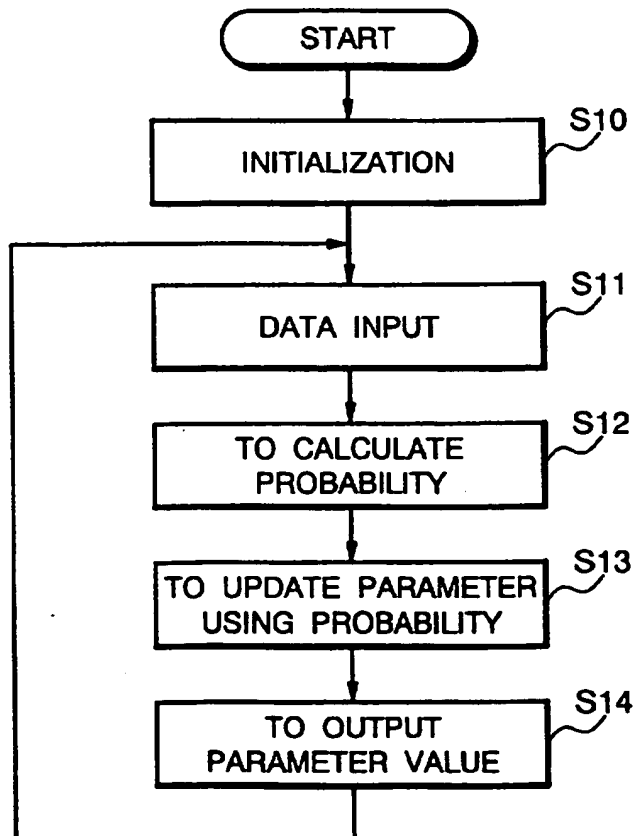 START
S10
INITIALIZATION
S11
DATA INPUT
S12
TO CALCULATE
PROBABILITY
S13
TO UPDATE PARAMETER
USING PROBABILITY
S14
TO OUTPUT
PARAMETER VALUE